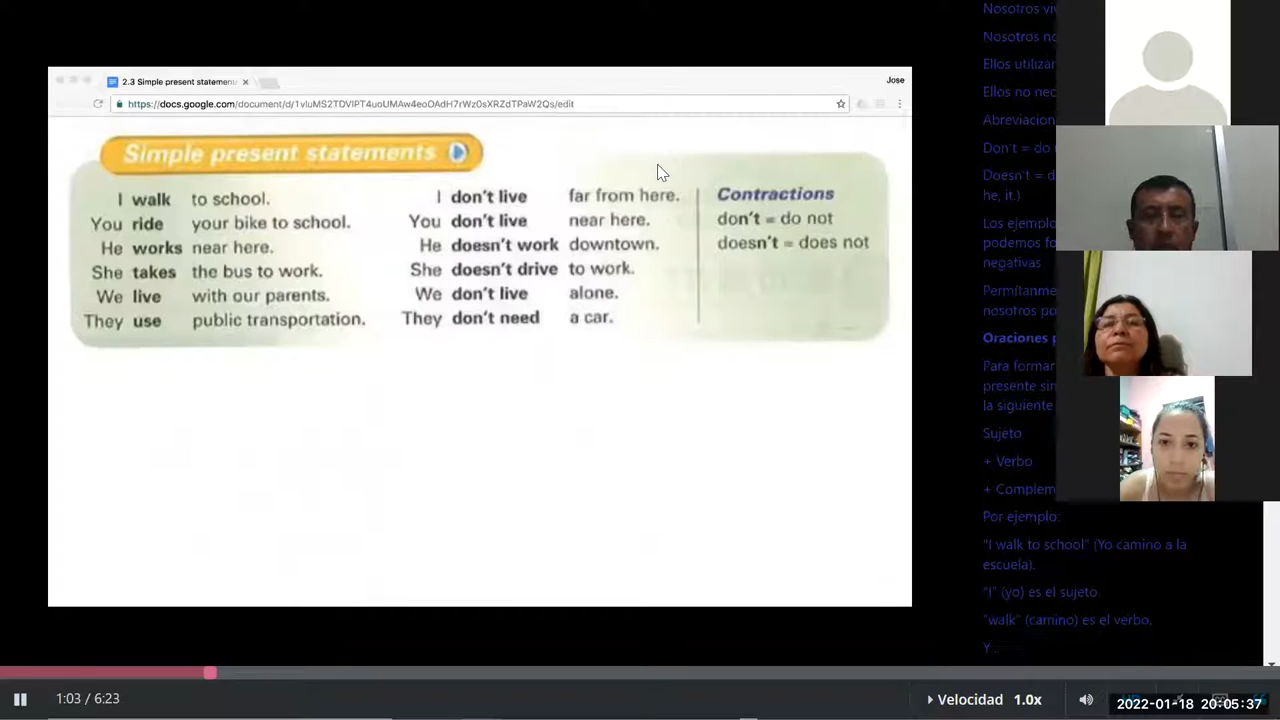 2.3 Simple present statement
Jose
https://docs.google.com/document/d/1vluMS2TDVlPT4uoUMAw4eoOAdH7rWz0sXRZdTPaW2Qs/edit
Simple present statements
I walk to school.
You ride your bike to school.
He works near here.
She takes the bus to work.
We live with our parents.
They use public transportation.
I don't live far from here.
You don't live near here.
He doesn't work downtown.
She doesn't drive to work.
We don't live alone.
They don't need a car.
Contractions
don't = do not
doesn't = does not
Nosotros viv
Nosotros no
Ellos utilizan
Ellos no nec
Abreviacion
Don't = do n
Doesn't = d
he, it.)
Los ejemplo
podemos fo
negativas
Permítanme
nosotros po
Oraciones p
Para formar
presente sim
la siguiente
Sujeto
+ Verbo
+ Complem
Por ejemplo:
"I walk to school" (Yo camino a la
escuela).
"I" (yo) es el sujeto.
"walk" (camino) es el verbo.
Y...
1:03 / 6:23
Velocidad 1.0x
2022-01-18 20:05:37